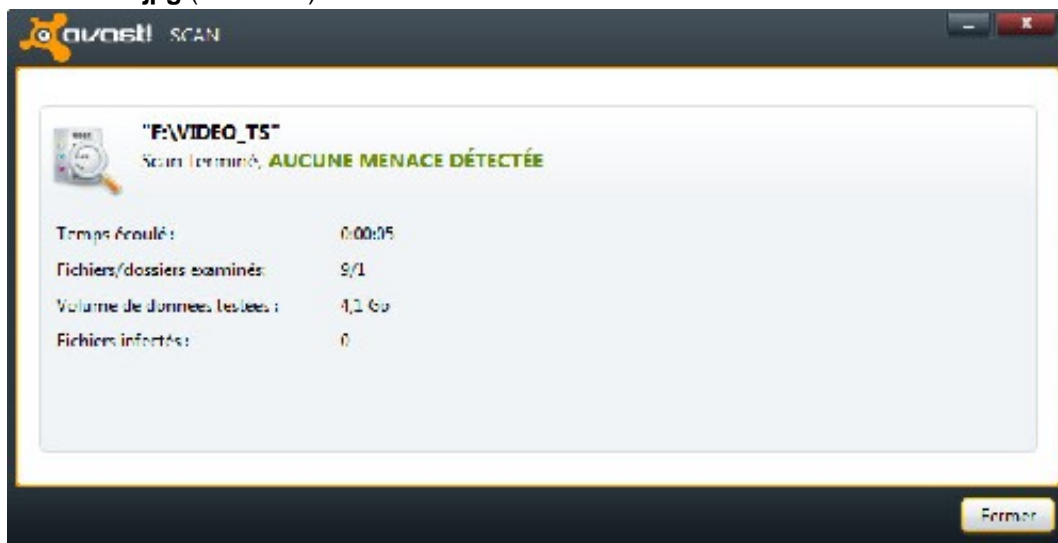 .jpg (
avast! SCAN
"F:\VIDEO_TS"
Scan Terminé, AUCUNE MENACE DÉTECTÉE
Temps écoulé : 0:00:05
Fichiers/dossiers examinés: 9/1
Volume de données testées : 4,1 Go
Fichiers infectés : 0
Fermer